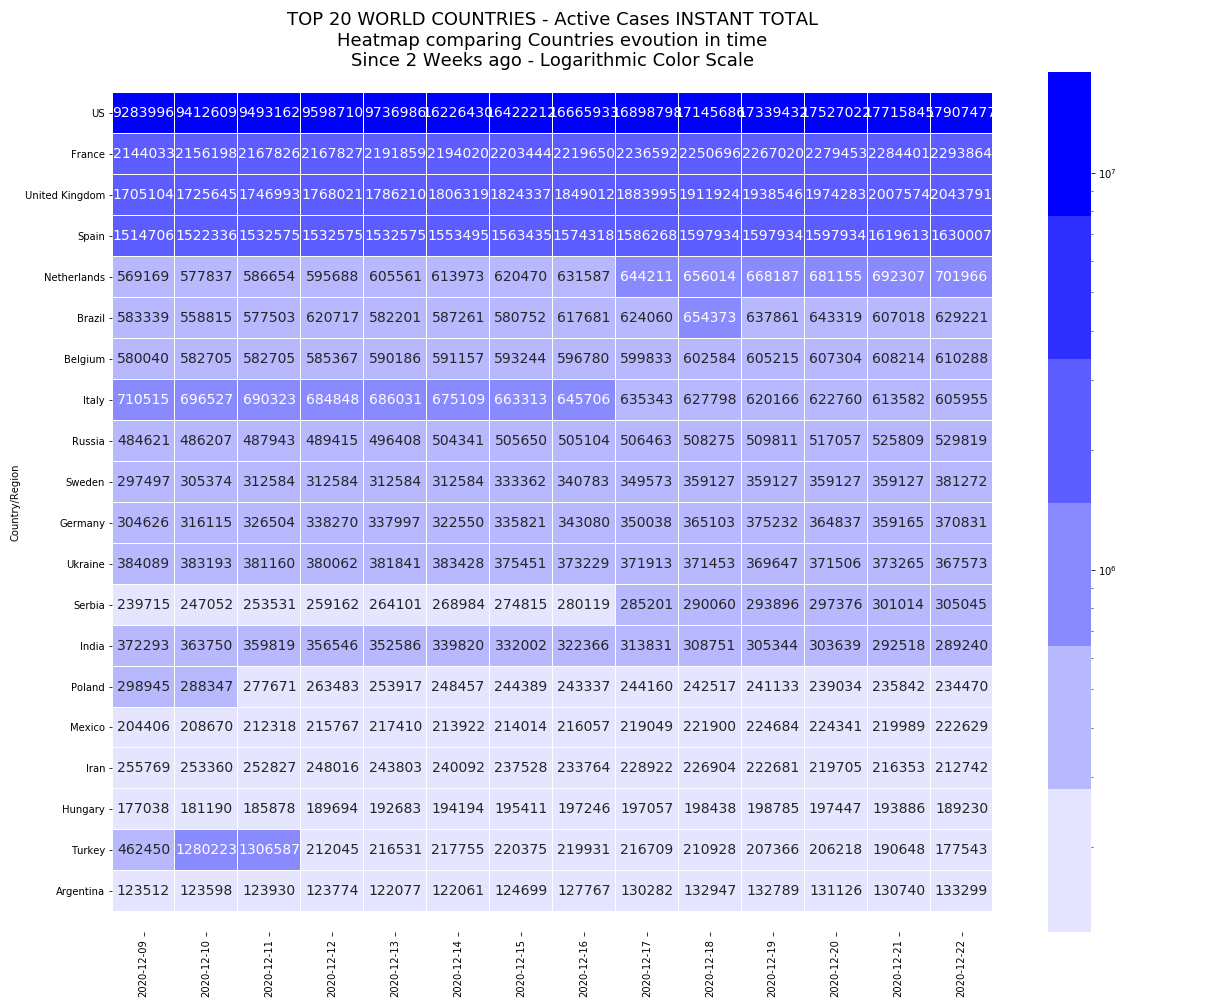 TOP 20 WORLD COUNTRIES - Active Cases INSTANT TOTAL
Heatmap comparing Countries evoution in time
Since 2 Weeks ago - Logarithmic Color Scale
US 9283996 9412609 9493162 9598710 9736986 16226430 16422212 16665933 16898798 17145686 17339432 17527022 17715845 17907477
France 2144033 2156198 2167826 2167827 2191859 2194020 2203444 2219650 2236592 2250696 2267020 2279453 2284401 2293864
United Kingdom 1705104 1725645 1746993 1768021 1786210 1806319 1824337 1849012 1883995 1911924 1938546 1974283 2007574 2043791
Spain 1514706 1522336 1532575 1532575 1532575 1553495 1563435 1574318 1586268 1597934 1597934 1597934 1619613 1630007
Netherlands 569169 577837 586654 595688 605561 613973 620470 631587 644211 656014 668187 681155 692307 701966
Brazil 583339 558815 577503 620717 582201 587261 580752 617681 624060 654373 637861 643319 607018 629221
Belgium 580040 582705 582705 585367 590186 591157 593244 596780 599833 602584 605215 607304 608214 610288
Italy 710515 696527 690323 684848 686031 675109 663313 645706 635343 627798 620166 622760 613582 605955
Russia 484621 486207 487943 489415 496408 504341 505650 505104 506463 508275 509811 517057 525809 529819
Sweden 297497 305374 312584 312584 312584 312584 333362 340783 349573 359127 359127 359127 359127 381272
Germany 304626 316115 326504 338270 337997 322550 335821 343080 350038 365103 375232 364837 359165 370831
Ukraine 384089 383193 381160 380062 381841 383428 375451 373229 371913 371453 369647 371506 373265 367573
Serbia 239715 247052 253531 259162 264101 268984 274815 280119 285201 290060 293896 297376 301014 305045
India 372293 363750 359819 356546 352586 339820 332002 322366 313831 308751 305344 303639 292518 289240
Poland 298945 288347 277671 263483 253917 248457 244389 243337 244160 242517 241133 239034 235842 234470
Mexico 204406 208670 212318 215767 217410 213922 214014 216057 219049 221900 224684 224341 219989 222629
Iran 255769 253360 252827 248016 243803 240092 237528 233764 228922 226904 222681 219705 216353 212742
Hungary 177038 181190 185878 189694 192683 194194 195411 197246 197057 198438 198785 197447 193886 189230
Turkey 462450 1280223 1306587 212045 216531 217755 220375 219931 216709 210928 207366 206218 190648 177543
Argentina 123512 123598 123930 123774 122077 122061 124699 127767 130282 132947 132789 131126 130740 133299
2020-12-09 2020-12-10 2020-12-11 2020-12-12 2020-12-13 2020-12-14 2020-12-15 2020-12-16 2020-12-17 2020-12-18 2020-12-19 2020-12-20 2020-12-21 2020-12-22
Country/Region
10⁷
10⁶